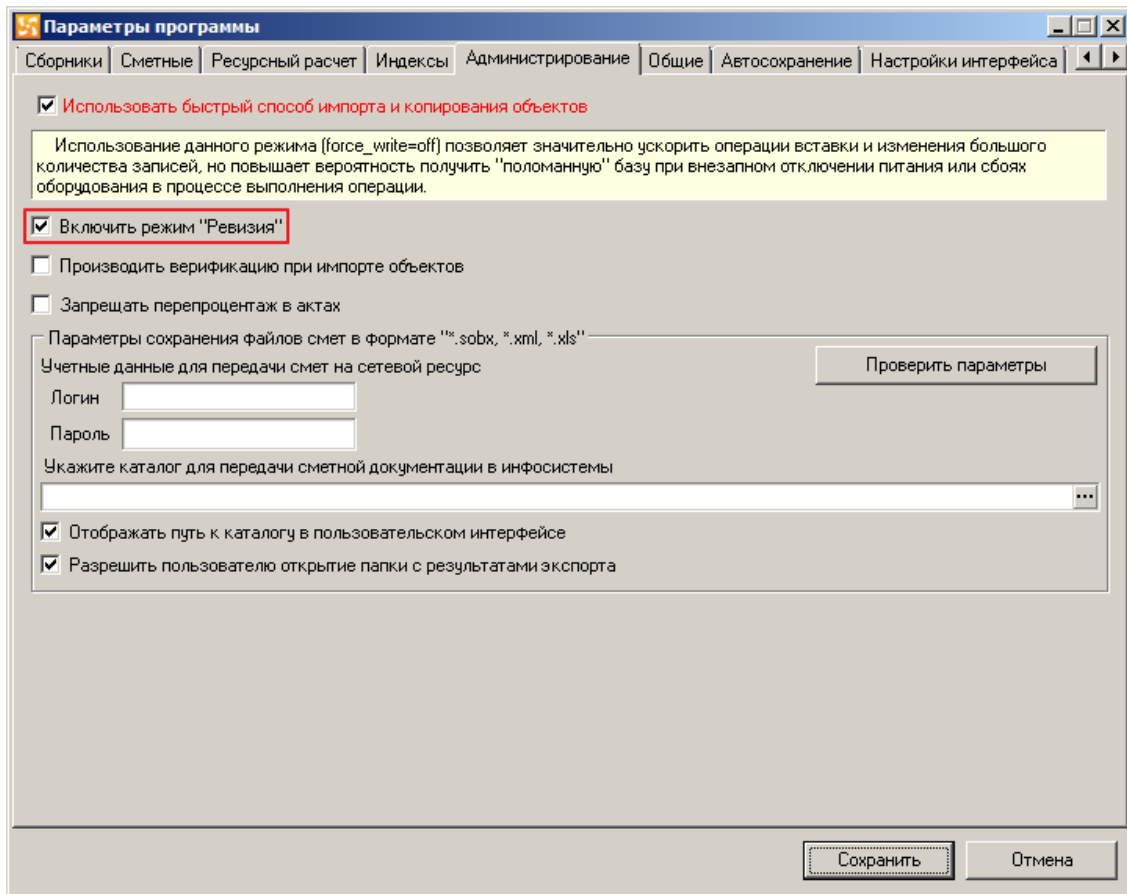 Параметры программы
Сборники Сметные Ресурсный расчет Индексы Администрирование Общие Автосохранение Настройки интерфейса
Использовать быстрый способ импорта и копирования объектов
Использование данного режима (force_write=off) позволяет значительно ускорить операции вставки и изменения большого
количества записей, но повышает вероятность получить "поломанную" базу при внезапном отключении питания или сбоях
оборудования в процессе выполнения операции.
Включить режим "Ревизия"
Производить верификацию при импорте объектов
Запрещать перепроцентаж в актах
Параметры сохранения файлов смет в формате "*.sobx, *.xml, *.xls"
Учетные данные для передачи смет на сетевой ресурс
Проверить параметры
Логин
Пароль
Укажите каталог для передачи сметной документации в инфосистемы
...
Отображать путь к каталогу в пользовательском интерфейсе
Разрешить пользователю открытие папки с результатами экспорта
Сохранить Отмена